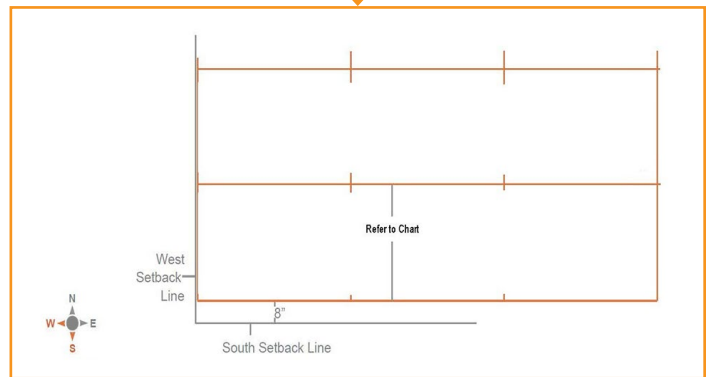 Refer to Chart
West
Setback
Line
8"
N
W E
S
South Setback Line